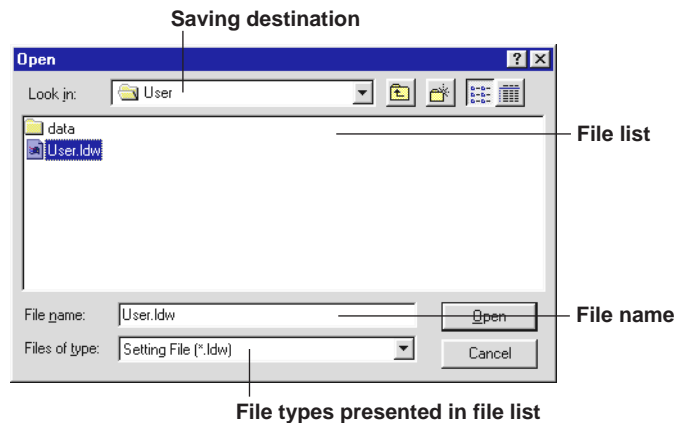 Saving destination
Open
Look in: User
data
User.ldw
File list
File name: User.ldw Open
File name
Files of type: Setting File (*.ldw) Cancel
File types presented in file list